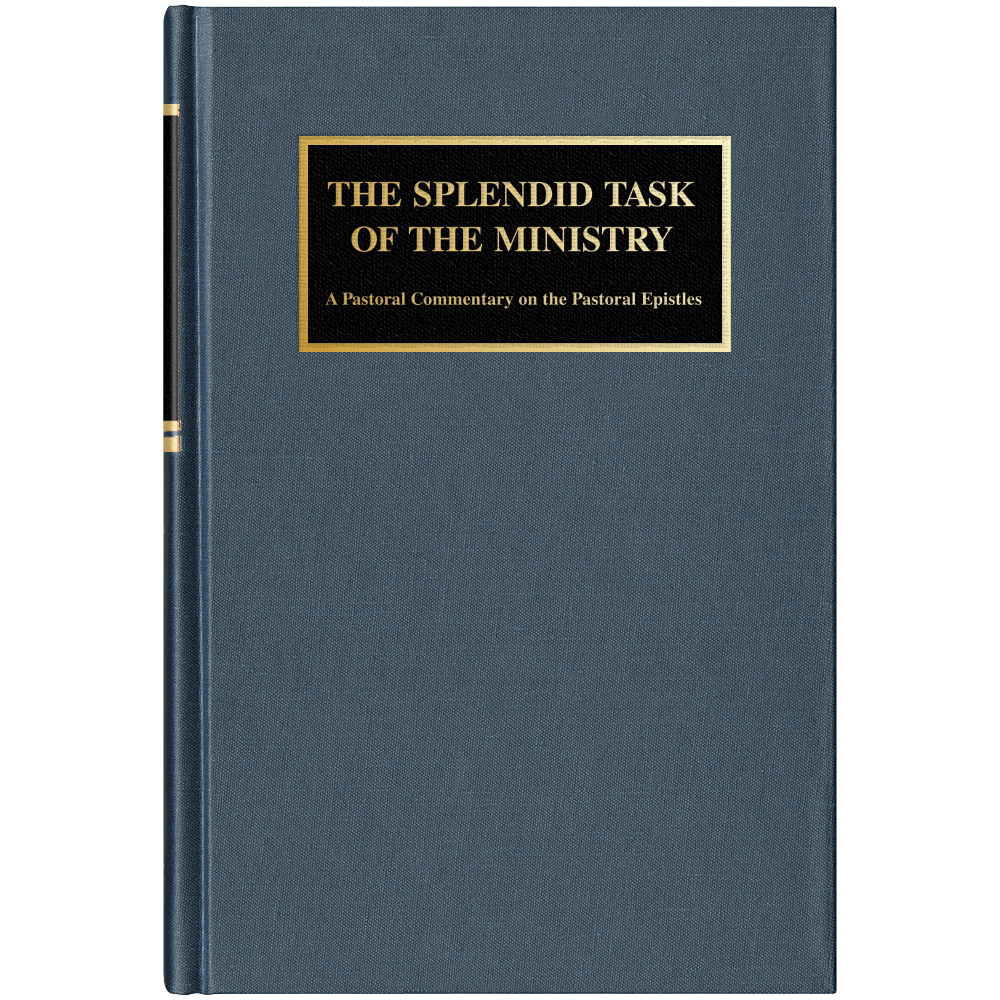 THE SPLENDID TASK
OF THE MINISTRY
A Pastoral Commentary on the Pastoral Epistles